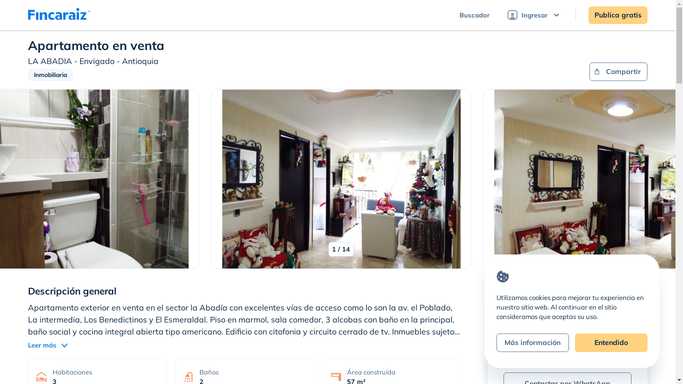 Fincaraiz
Buscador
Ingresar
Publica gratis
Apartamento en venta
LA ABADIA - Envigado - Antioquia
Inmobiliaria
Compartir
1 / 14
Descripción general
Apartamento exterior en venta en el sector la Abadía con excelentes vías de acceso como lo son la av. el Poblado,
La intermedia, Los Benedictinos y El Esmeraldal. Piso en marmol, sala comedor, 3 alcobas con baño en la principal,
baño social y cocina integral abierta tipo americano. Edificio con citofonia y circuito cerrado de tv. Inmuebles sujeto...
Leer más
Habitaciones
3
Baños
2
Área construida
57 m²
Utilizamos cookies para mejorar tu experiencia en
nuestro sitio web. Al continuar en el sitio
consideramos que aceptas su uso.
Más información
Entendido
Contactar por WhatsApp